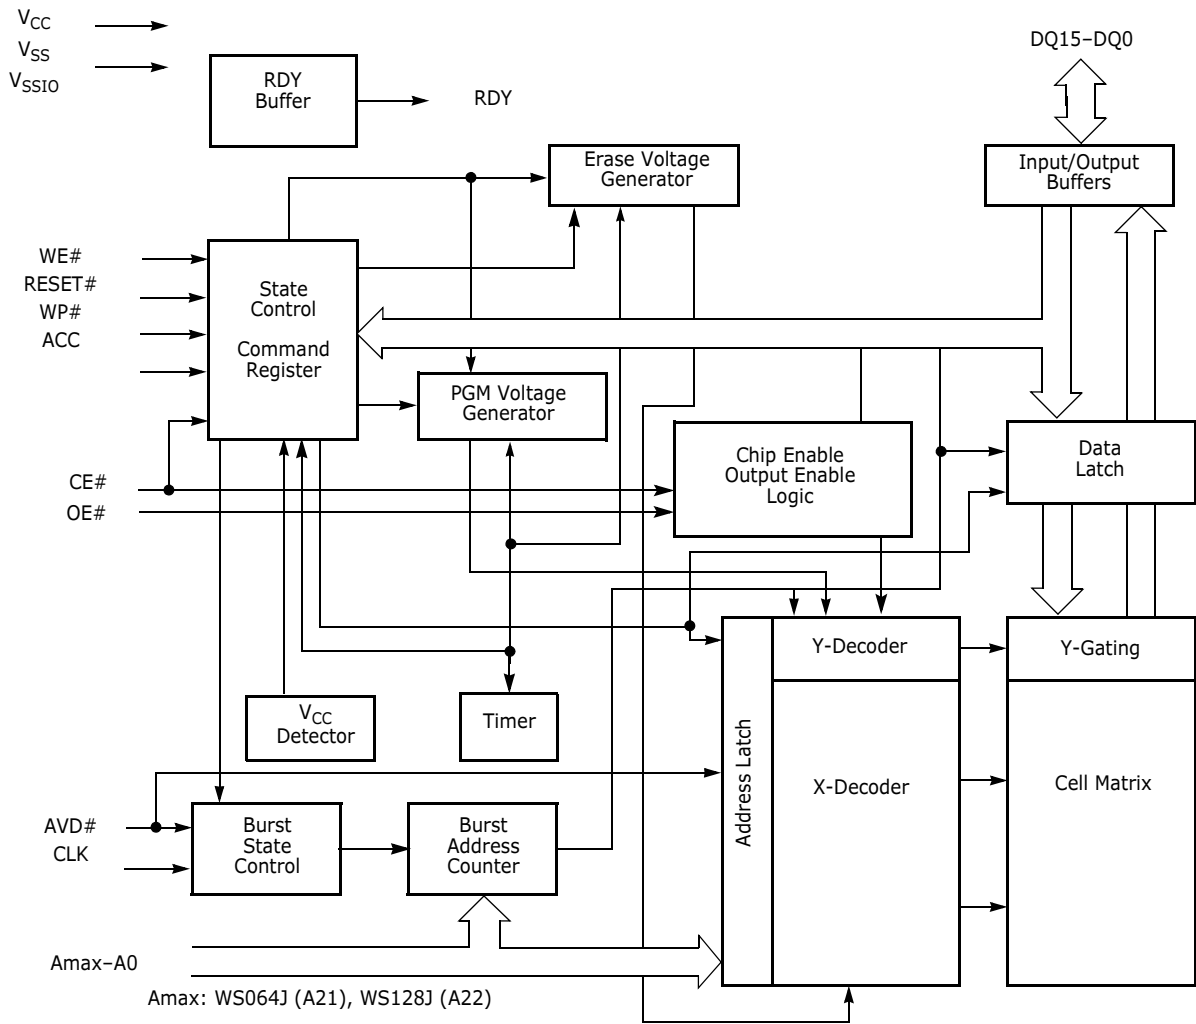 VCC
VSS
VSSIO
RDY
Buffer
RDY
DQ15–DQ0
Erase Voltage
Generator
Input/Output
Buffers
WE#
RESET#
WP#
ACC
State
Control
Command
Register
PGM Voltage
Generator
Chip Enable
Output Enable
Logic
Data
Latch
CE#
OE#
Y-Decoder
Y-Gating
VCC
Detector
Timer
Address Latch
X-Decoder
Cell Matrix
AVD#
CLK
Burst
State
Control
Burst
Address
Counter
Amax–A0
Amax: WS064J (A21), WS128J (A22)